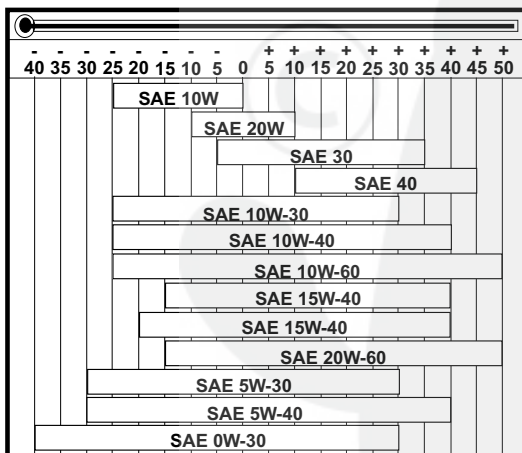 - - - - - - - - + + + + + + + + + +
40 35 30 25 20 15 10 5 0 5 10 15 20 25 30 35 40 45 50
SAE 10W
SAE 20W
SAE 30
SAE 40
SAE 10W-30
SAE 10W-40
SAE 10W-60
SAE 15W-40
SAE 15W-40
SAE 20W-60
SAE 5W-30
SAE 5W-40
SAE 0W-30